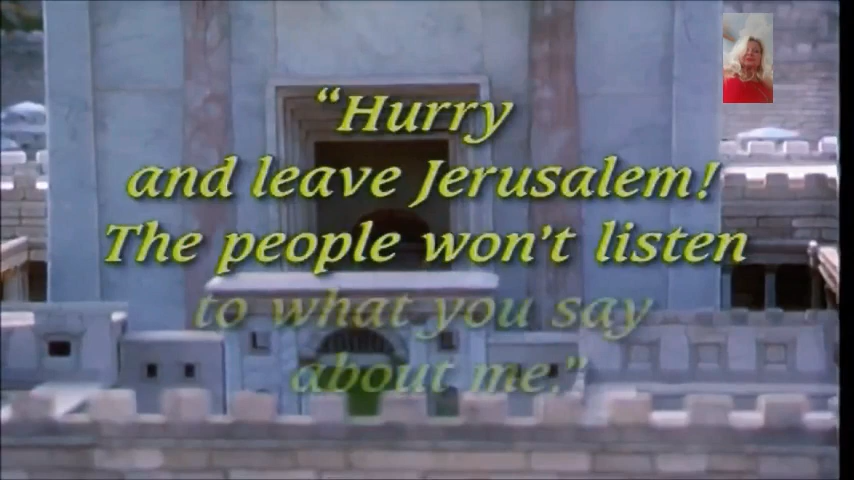 “Hurry
and leave Jerusalem!
The people won’t listen
to what you say
about me.”